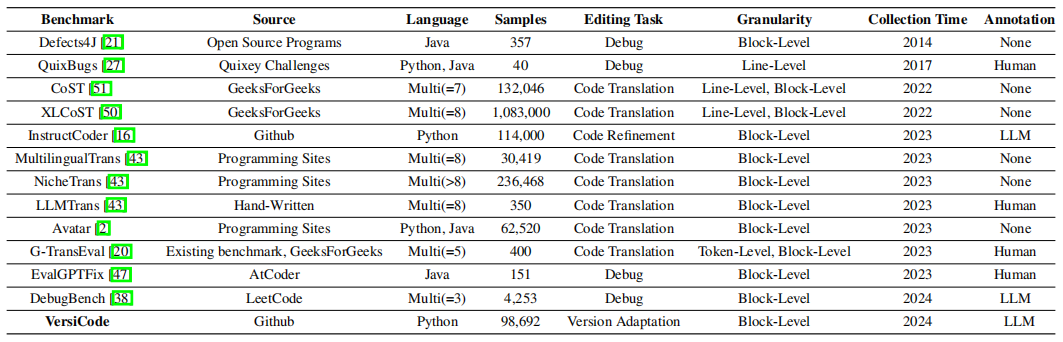 Benchmark Source Language Samples Editing Task Granularity Collection Time Annotation
Defects4J [21] Open Source Programs Java 357 Debug Block-Level 2014 None
QuixBugs [27] Quixey Challenges Python, Java 40 Debug Line-Level 2017 Human
CoST [51] GeeksForGeeks Multi(=7) 132,046 Code Translation Line-Level, Block-Level 2022 None
XLCoST [50] GeeksForGeeks Multi(=8) 1,083,000 Code Translation Line-Level, Block-Level 2022 None
InstructCoder [16] Github Python 114,000 Code Refinement Block-Level 2023 LLM
MultilingualTrans [43] Programming Sites Multi(=8) 30,419 Code Translation Block-Level 2023 None
NicheTrans [43] Programming Sites Multi(>8) 236,468 Code Translation Block-Level 2023 None
LLMTrans [43] Hand-Written Multi(=8) 350 Code Translation Block-Level 2023 Human
Avatar [2] Programming Sites Python, Java 62,520 Code Translation Block-Level 2023 None
G-TransEval [20] Existing benchmark, GeeksForGeeks Multi(=5) 400 Code Translation Token-Level, Block-Level 2023 Human
EvalGPTFix [47] AtCoder Java 151 Debug Block-Level 2023 Human
DebugBench [38] LeetCode Multi(=3) 4,253 Debug Block-Level 2024 LLM
VersiCode Github Python 98,692 Version Adaptation Block-Level 2024 LLM